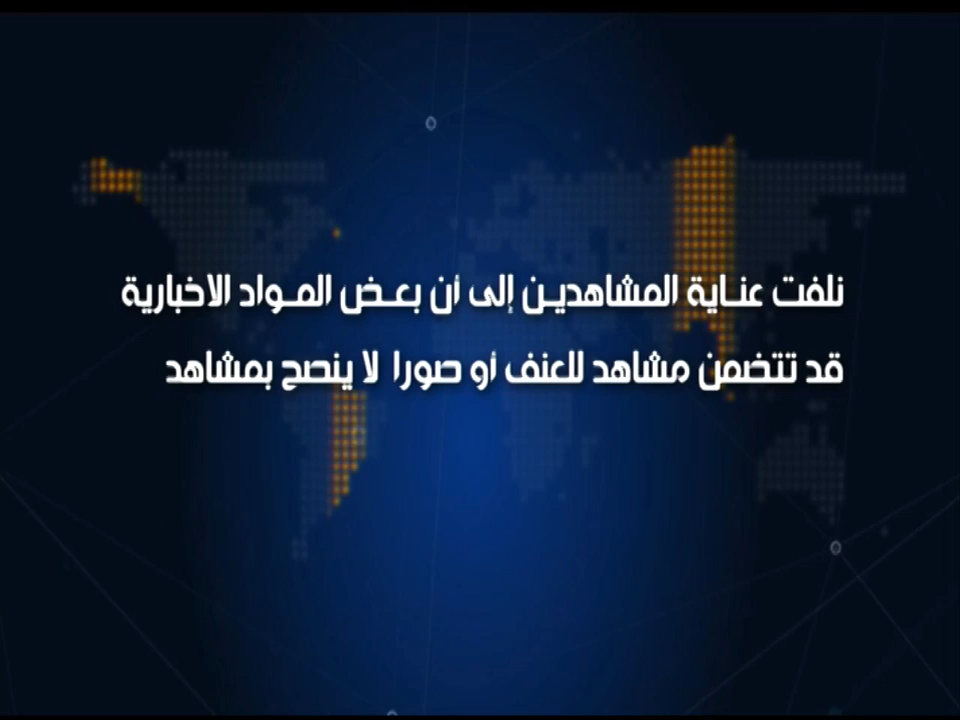 نلفت عناية المشاهدين إلى أن بعض المواد الاخبارية
قد تتضمن مشاهد للعنف أو صورا لا ينصح بمشاهد